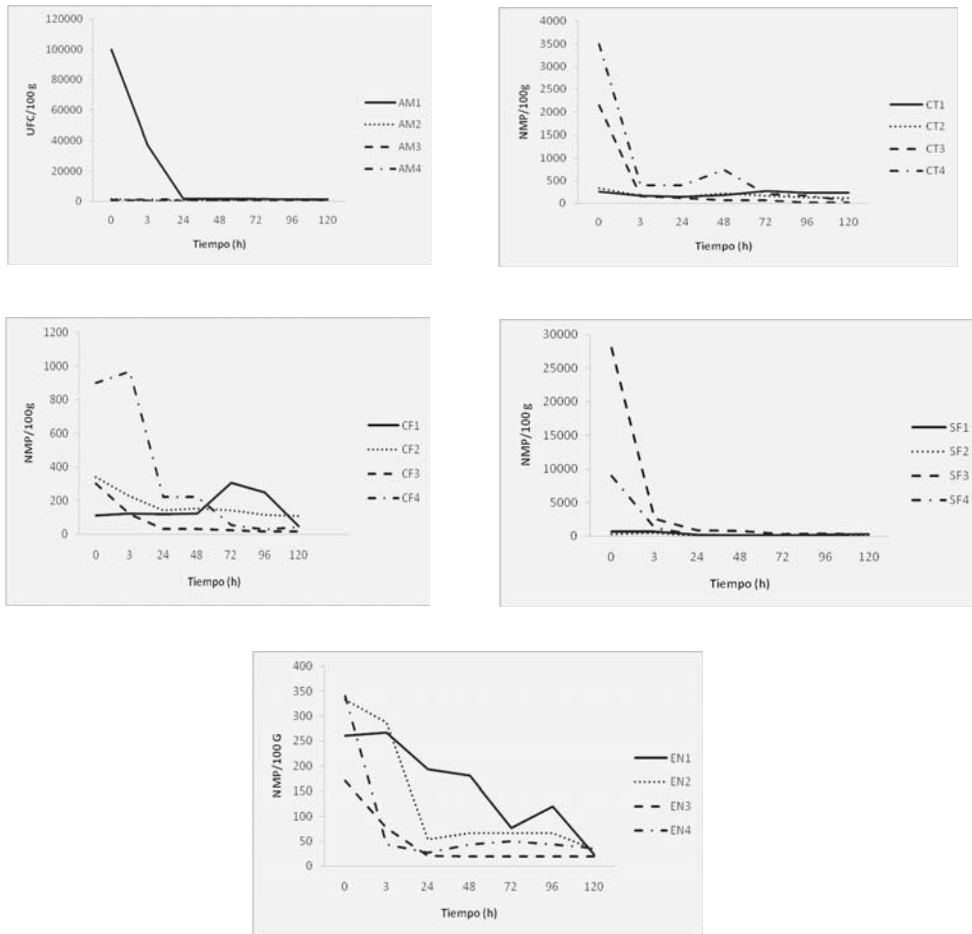 120000
100000
80000
60000
40000
20000
0
UFC/100g
0 3 24 48 72 96 120
Tiempo (h)
AM1
AM2
AM3
AM4
4000
3500
3000
2500
2000
1500
1000
500
0
NMP/100g
0 3 24 48 72 96 120
Tiempo (h)
CT1
CT2
CT3
CT4
1200
1000
800
600
400
200
0
NMP/100g
0 3 24 48 72 96 120
Tiempo (h)
CF1
CF2
CF3
CF4
30000
25000
20000
15000
10000
5000
0
NMP/100 g
0 3 24 48 72 96 120
Tiempo (h)
SF1
SF2
SF3
SF4
400
350
300
250
200
150
100
50
0
NMP/100 G
0 3 24 48 72 96 120
Tiempo (h)
EN1
EN2
EN3
EN4